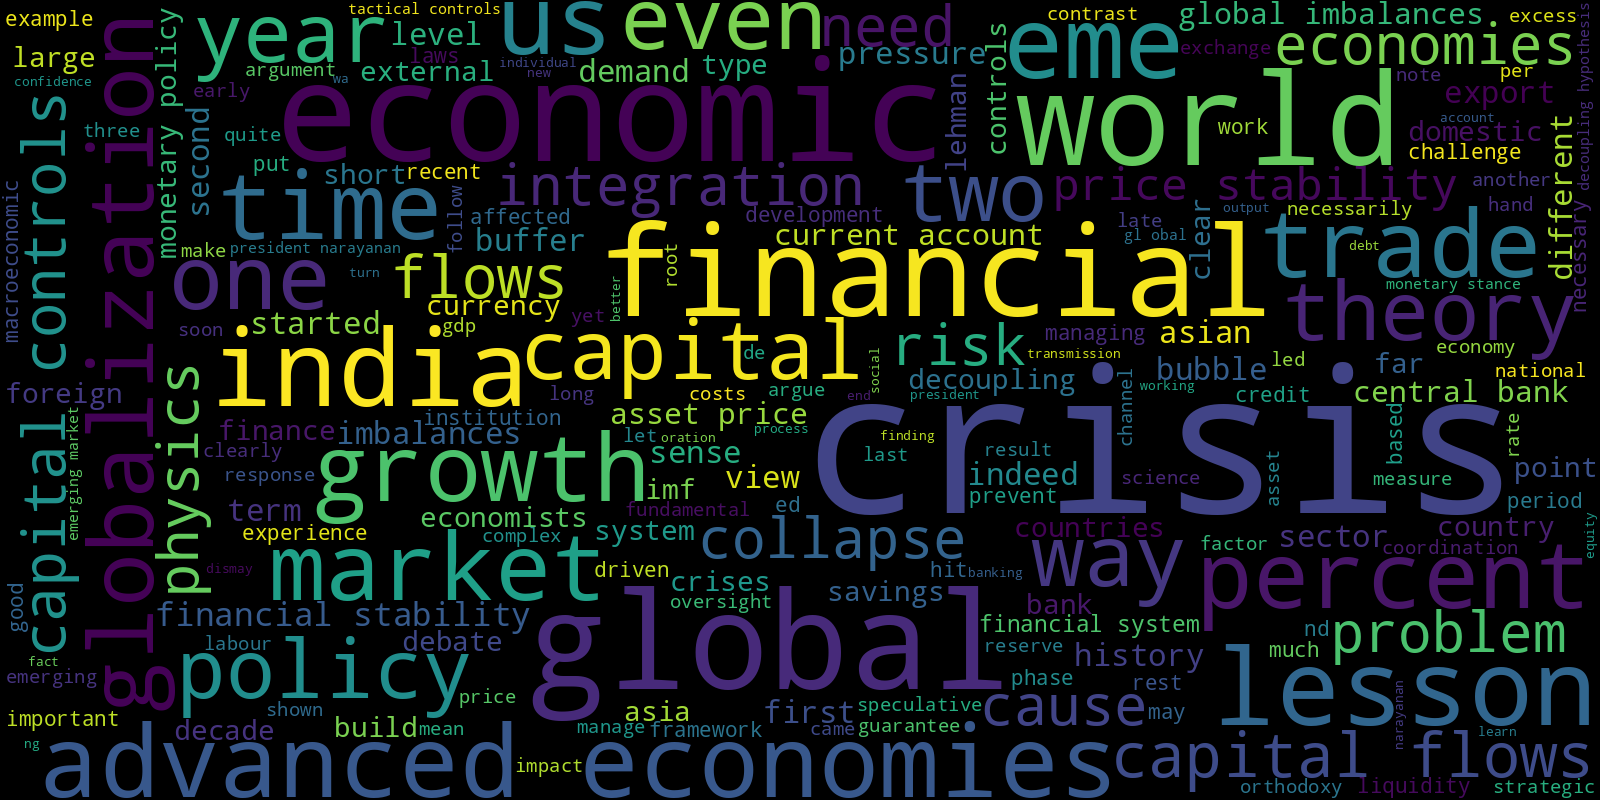 example
tactical controls
year
level
us
even
need
contrast
global imbalances
excess
large
monetary policy
argument
laws
external
individual
new
demand
type
pressure
eme
exchange
economies
confidence
wa
early
economic
controls
world
note
per
export
necessary decoupling hypothesis
three
second
quite
put
lehman
work
account
domestic
challenge
different
capital controls
globalization
short
recent
time
integration
two
price stability
another
macroeconomic
make
president narayanan
follow
affected
buffer
development
current account
late
gl obal
clear
output
necessarily
hand
trade
debt
one
turn
flows
currency
root
better
financial
monetary stance
theory
soon
started
gdp
yet
capital
de
risk
managing
asian
transmission
india
social
bubble
led
far
economy
national
foreign
physics
long
costs
argue
decoupling
president
end
working
credit
central bank
emerging market
finance
imbalances
institution
asset price
process
crisis
channel
based
rate
clearly
response
growth
let
oration
sense
finding
last
result
indeed
science
asset
measure
point
term
imf
view
prevent
period
experience
economists
complex
fundamental
ed
system
collapse
countries
way
factor
sector
country
coordination
equity
dismay
market
driven
crises
oversight
hit
banking
savings
bank
percent
good
financial stability
labour
debate
global
financial system
reserve
nd
much
problem
fact
emerging
policy
price
history
phase
rest
lesson
important
shown
decade
build
mean
asia
manage
framework
first
came
speculative
guarantee
cause
may
narayanan
learn
ng
advanced economies
impact
capital flows
orthodoxy
liquidity
strategic